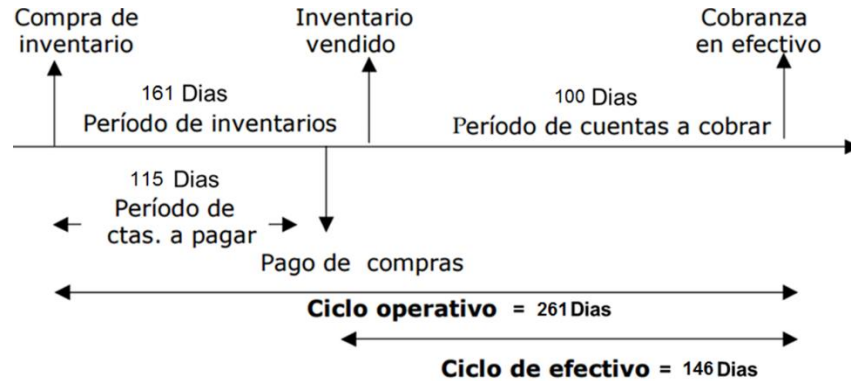 Compra de
inventario
Inventario
vendido
Cobranza
en efectivo
161 Dias
Período de inventarios
100 Dias
Período de cuentas a cobrar
115 Dias
Período de
ctas. a pagar
Pago de compras
Ciclo operativo = 261 Dias
Ciclo de efectivo = 146 Dias